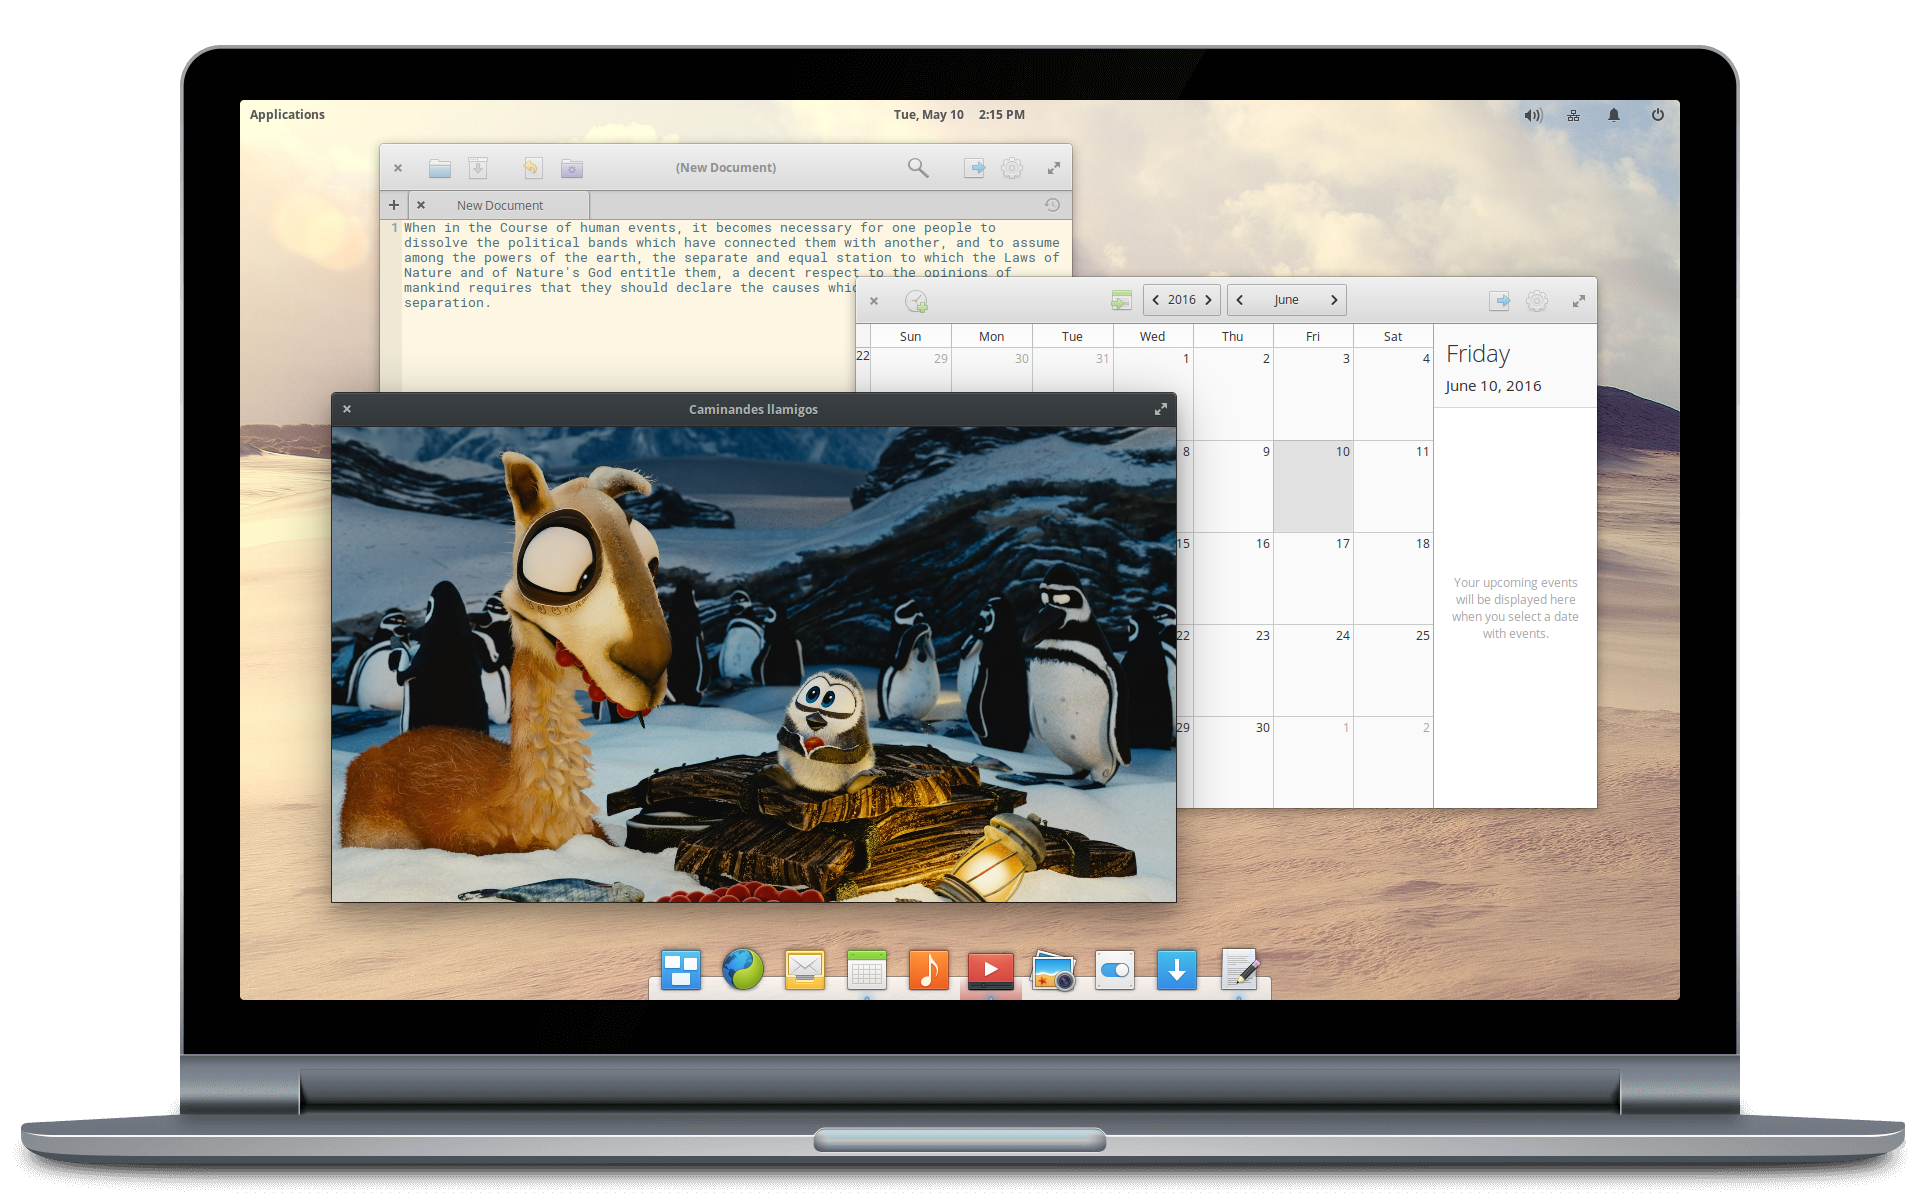 Applications
Tue, May 10 2:15 PM
(New Document)
New Document
1 When in the Course of human events, it becomes necessary for one people to
dissolve the political bands which have connected them with another, and to assume
among the powers of the earth, the separate and equal station to which the Laws of
Nature and of Nature's God entitle them, a decent respect to the opinions of
mankind requires that they should declare the causes
separation.
2016
June
Sun Mon Tue Wed Thu Fri Sat
22 29 30 31 1 2 3 4
8 9 10 11
15 16 17 18
22 23 24 25
29 30 1 2
Friday
June 10, 2016
Your upcoming events
will be displayed here
when you select a date
with events.
Caminandes llamigos